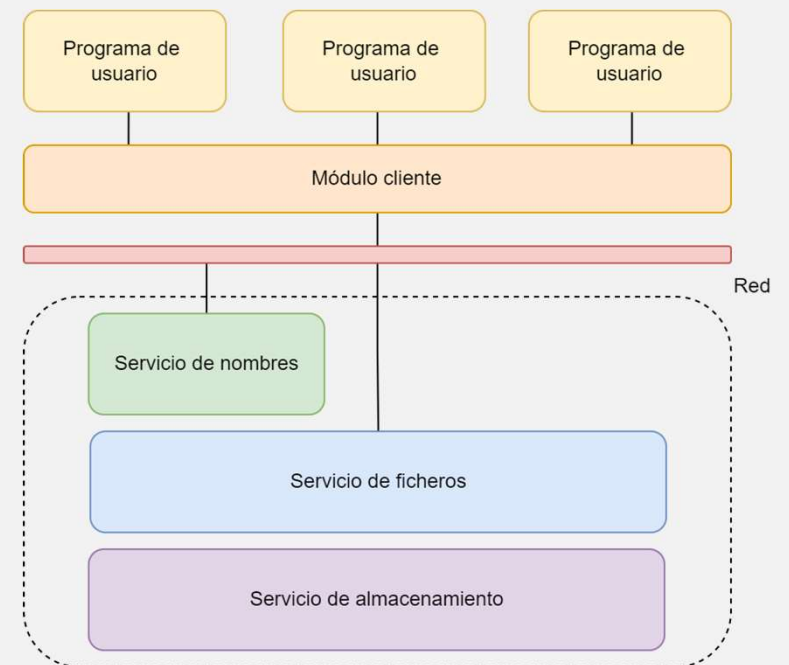 Programa de
usuario
Programa de
usuario
Programa de
usuario
Módulo cliente
Red
Servicio de nombres
Servicio de ficheros
Servicio de almacenamiento